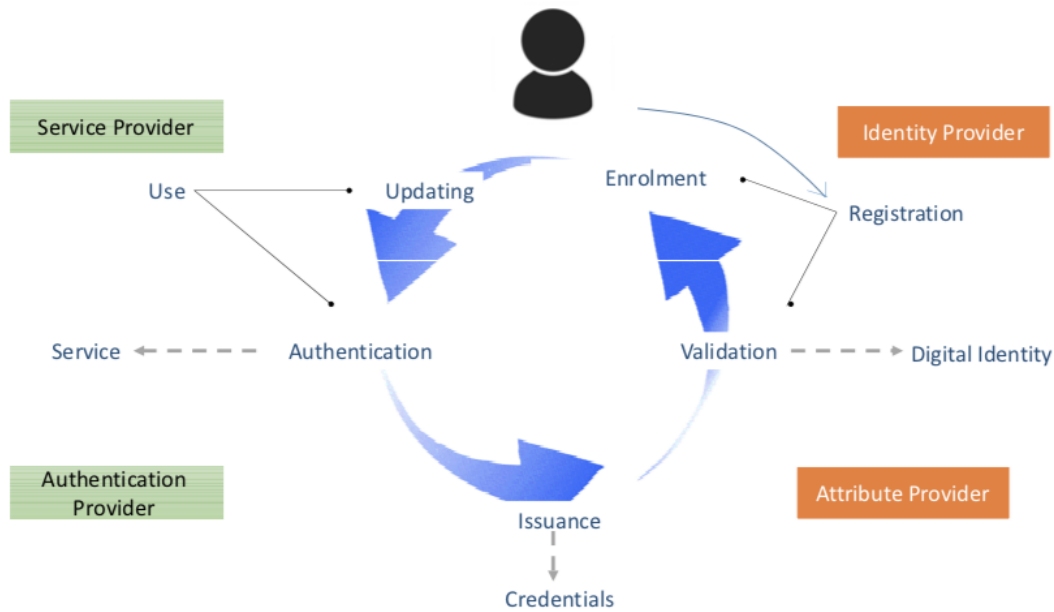 Service Provider
Identity Provider
Enrolment
Use
Updating
Registration
Service
Authentication
Validation
Digital Identity
Authentication
Provider
Attribute Provider
Issuance
Credentials